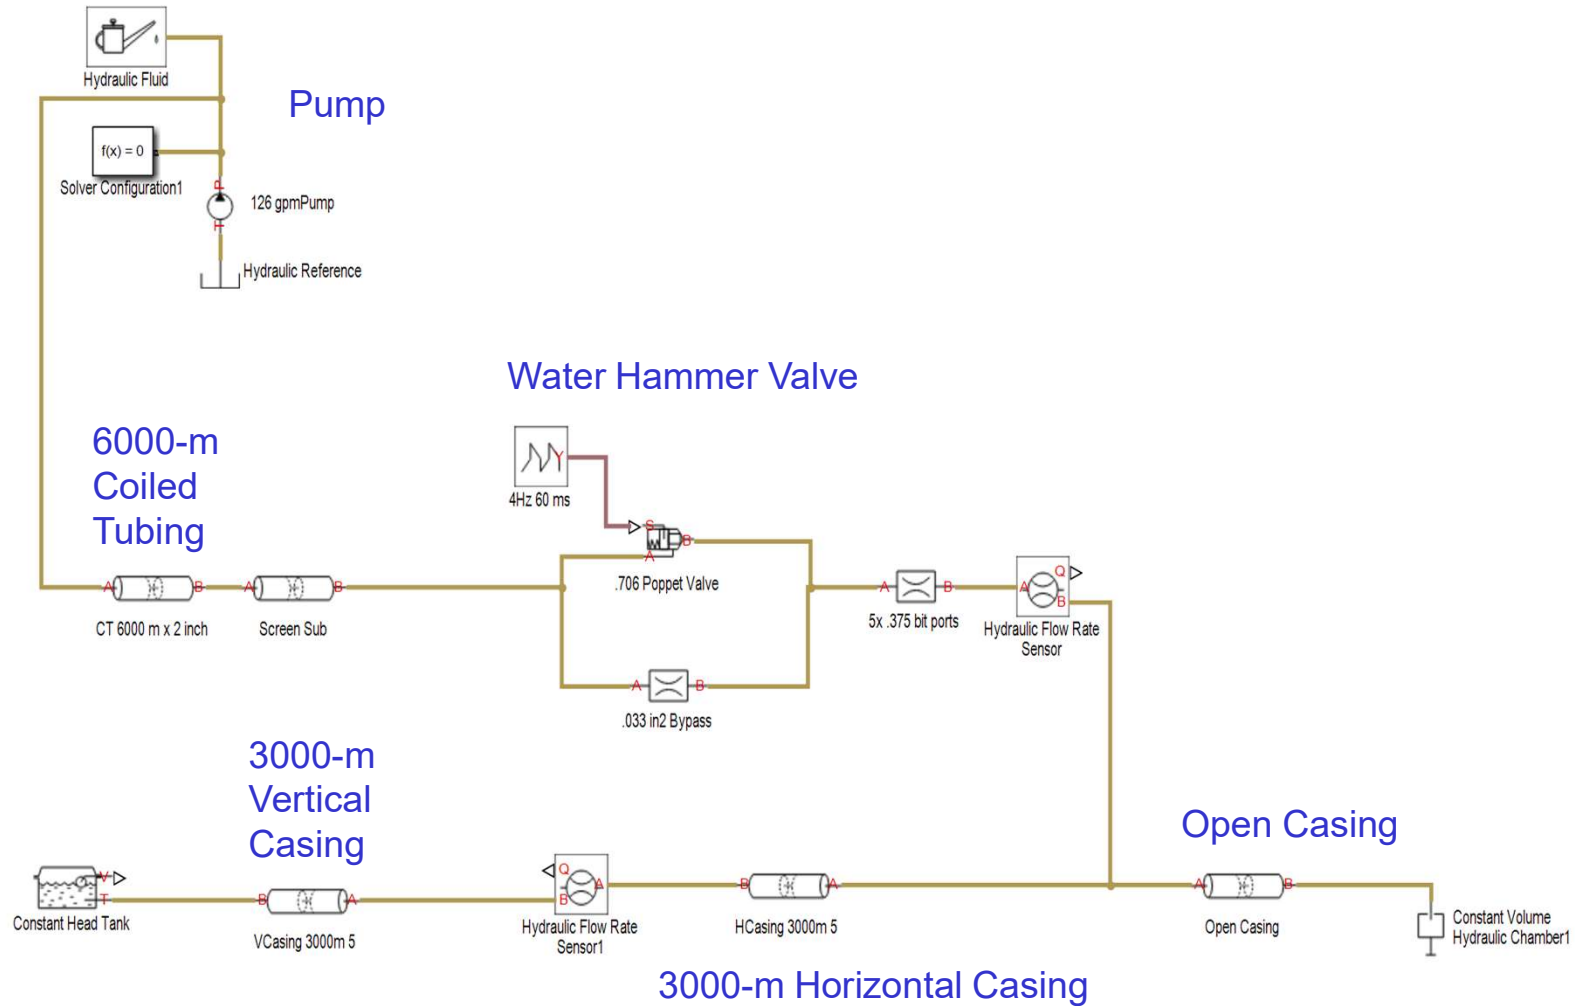 Hydraulic Fluid
Pump
f(x) = 0
Solver Configuration1
P
126 gpmPump
T
Hydraulic Reference
Water Hammer Valve
6000-m
Coiled
Tubing
Y
4Hz 60 ms
S
B
A
.706 Poppet Valve
A
B
CT 6000 m x 2 inch
A
B
Screen Sub
A
B
.033 in2 Bypass
A
B
5x .375 bit ports
Q
A
B
Hydraulic Flow Rate
Sensor
3000-m
Vertical
Casing
V
T
Constant Head Tank
B
A
VCasing 3000m 5
Q
A
B
Hydraulic Flow Rate
Sensor1
B
A
HCasing 3000m 5
3000-m Horizontal Casing
Open Casing
A
B
Open Casing
Constant Volume
Hydraulic Chamber1